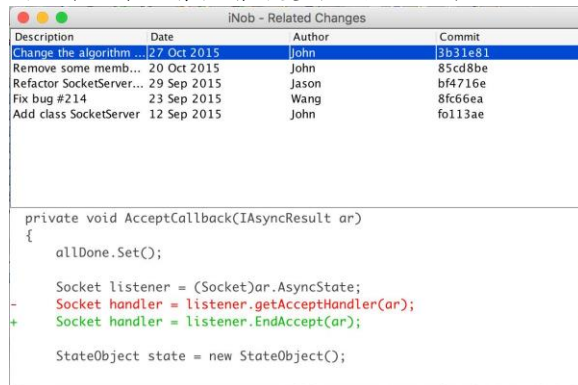 iNob - Related Changes
Description Date Author Commit
Change the algorithm ... 27 Oct 2015 John 3b31e81
Remove some memb... 20 Oct 2015 John 85cd8be
Refactor SocketServer... 29 Sep 2015 Jason bf4716e
Fix bug #214 23 Sep 2015 Wang 8fc66ea
Add class SocketServer 12 Sep 2015 John fo113ae
private void AcceptCallback(IAsyncResult ar)
{
allDone.Set();
Socket listener = (Socket)ar.AsyncState;
- Socket handler = listener.getAcceptHandler(ar);
+ Socket handler = listener.EndAccept(ar);
StateObject state = new StateObject();